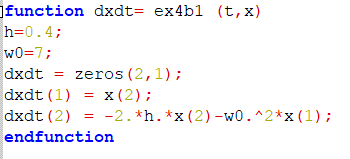 function dxdt= ex4b1 (t,x)
h=0.4;
w0=7;
dxdt = zeros(2,1);
dxdt(1) = x(2);
dxdt(2) = -2.*h.*x(2)-w0.^2*x(1);
endfunction